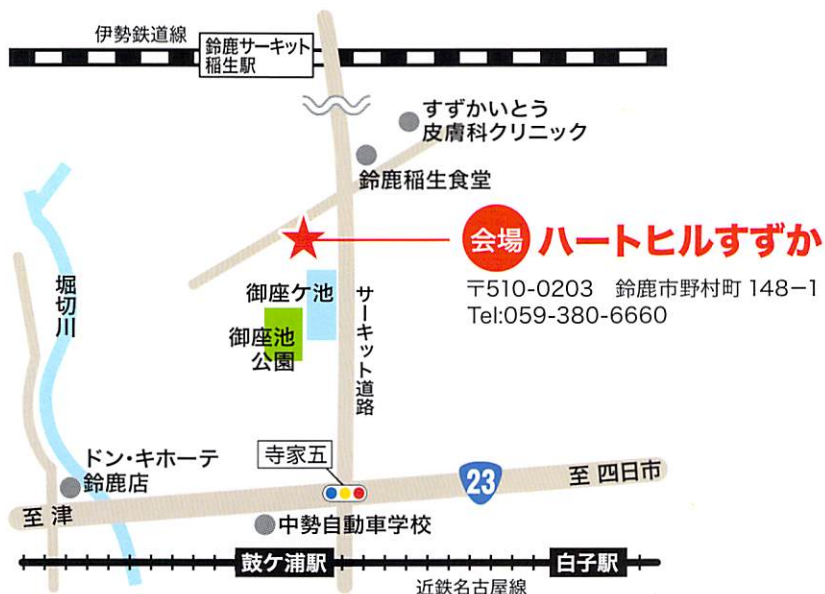 伊勢鉄道線
鈴鹿サーキット
稲生駅
すずかいとう
皮膚科クリニック
鈴鹿稲生食堂
会場 ハートヒルすずか
〒510-0203 鈴鹿市野村町 148-1
Tel:059-380-6660
堀切川
御座ケ池
御座池
公園
サーキット道路
ドン・キホーテ
鈴鹿店
寺家五
23
至 四日市
至 津
中勢自動車学校
鼓ケ浦駅
白子駅
近鉄名古屋線